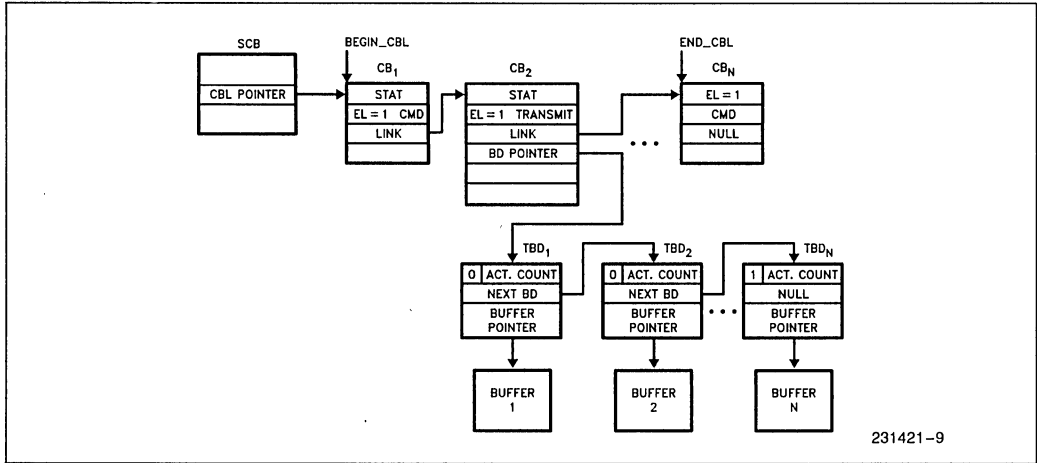 SCB
BEGIN_CBL
END_CBL
CB1
CB2
CBN
CBL POINTER
STAT
EL = 1 CMD
LINK
STAT
EL = 1 TRANSMIT
LINK
BD POINTER
• • •
EL = 1
CMD
NULL
TBD1
TBD2
TBDN
0 ACT. COUNT
NEXT BD
BUFFER
POINTER
0 ACT. COUNT
NEXT BD
BUFFER
POINTER
• • •
1 ACT. COUNT
NULL
BUFFER
POINTER
BUFFER
1
BUFFER
2
BUFFER
N
231421-9